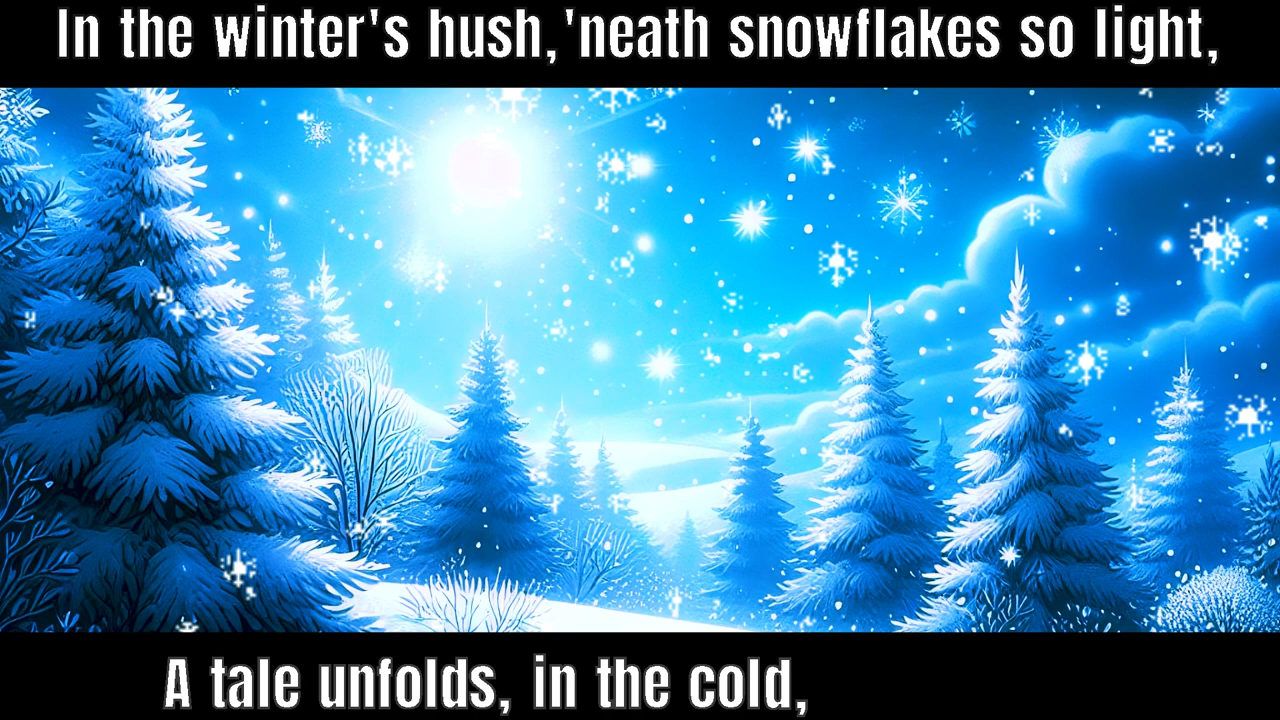 In the winter's hush,'neath snowflakes so light,
A tale unfolds, in the cold,